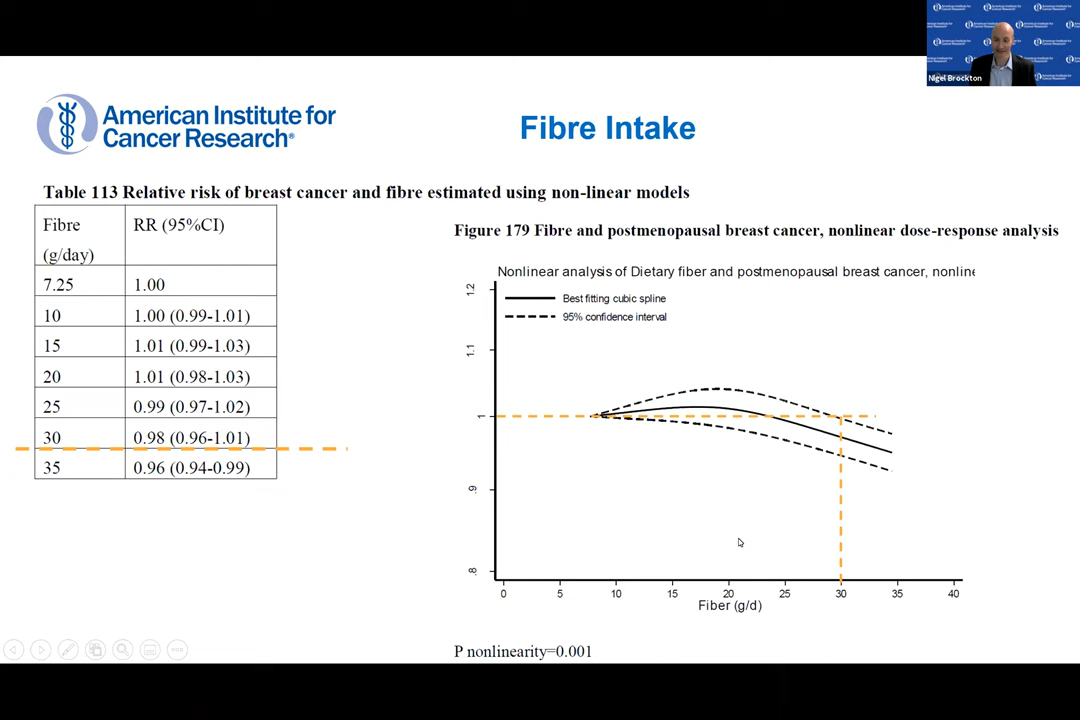 American Institute for
Cancer Research®
Fibre Intake
Nigel Brockton
Table 113 Relative risk of breast cancer and fibre estimated using non-linear models
Fibre (g/day) RR (95%CI)
7.25 1.00
10 1.00 (0.99-1.01)
15 1.01 (0.99-1.03)
20 1.01 (0.98-1.03)
25 0.99 (0.97-1.02)
30 0.98 (0.96-1.01)
35 0.96 (0.94-0.99)
Figure 179 Fibre and postmenopausal breast cancer, nonlinear dose-response analysis
Nonlinear analysis of Dietary fiber and postmenopausal breast cancer, nonline
Best fitting cubic spline
95% confidence interval
1.2
1.1
1
.9
.8
0 5 10 15 20 25 30 35 40
Fiber (g/d)
P nonlinearity=0.001